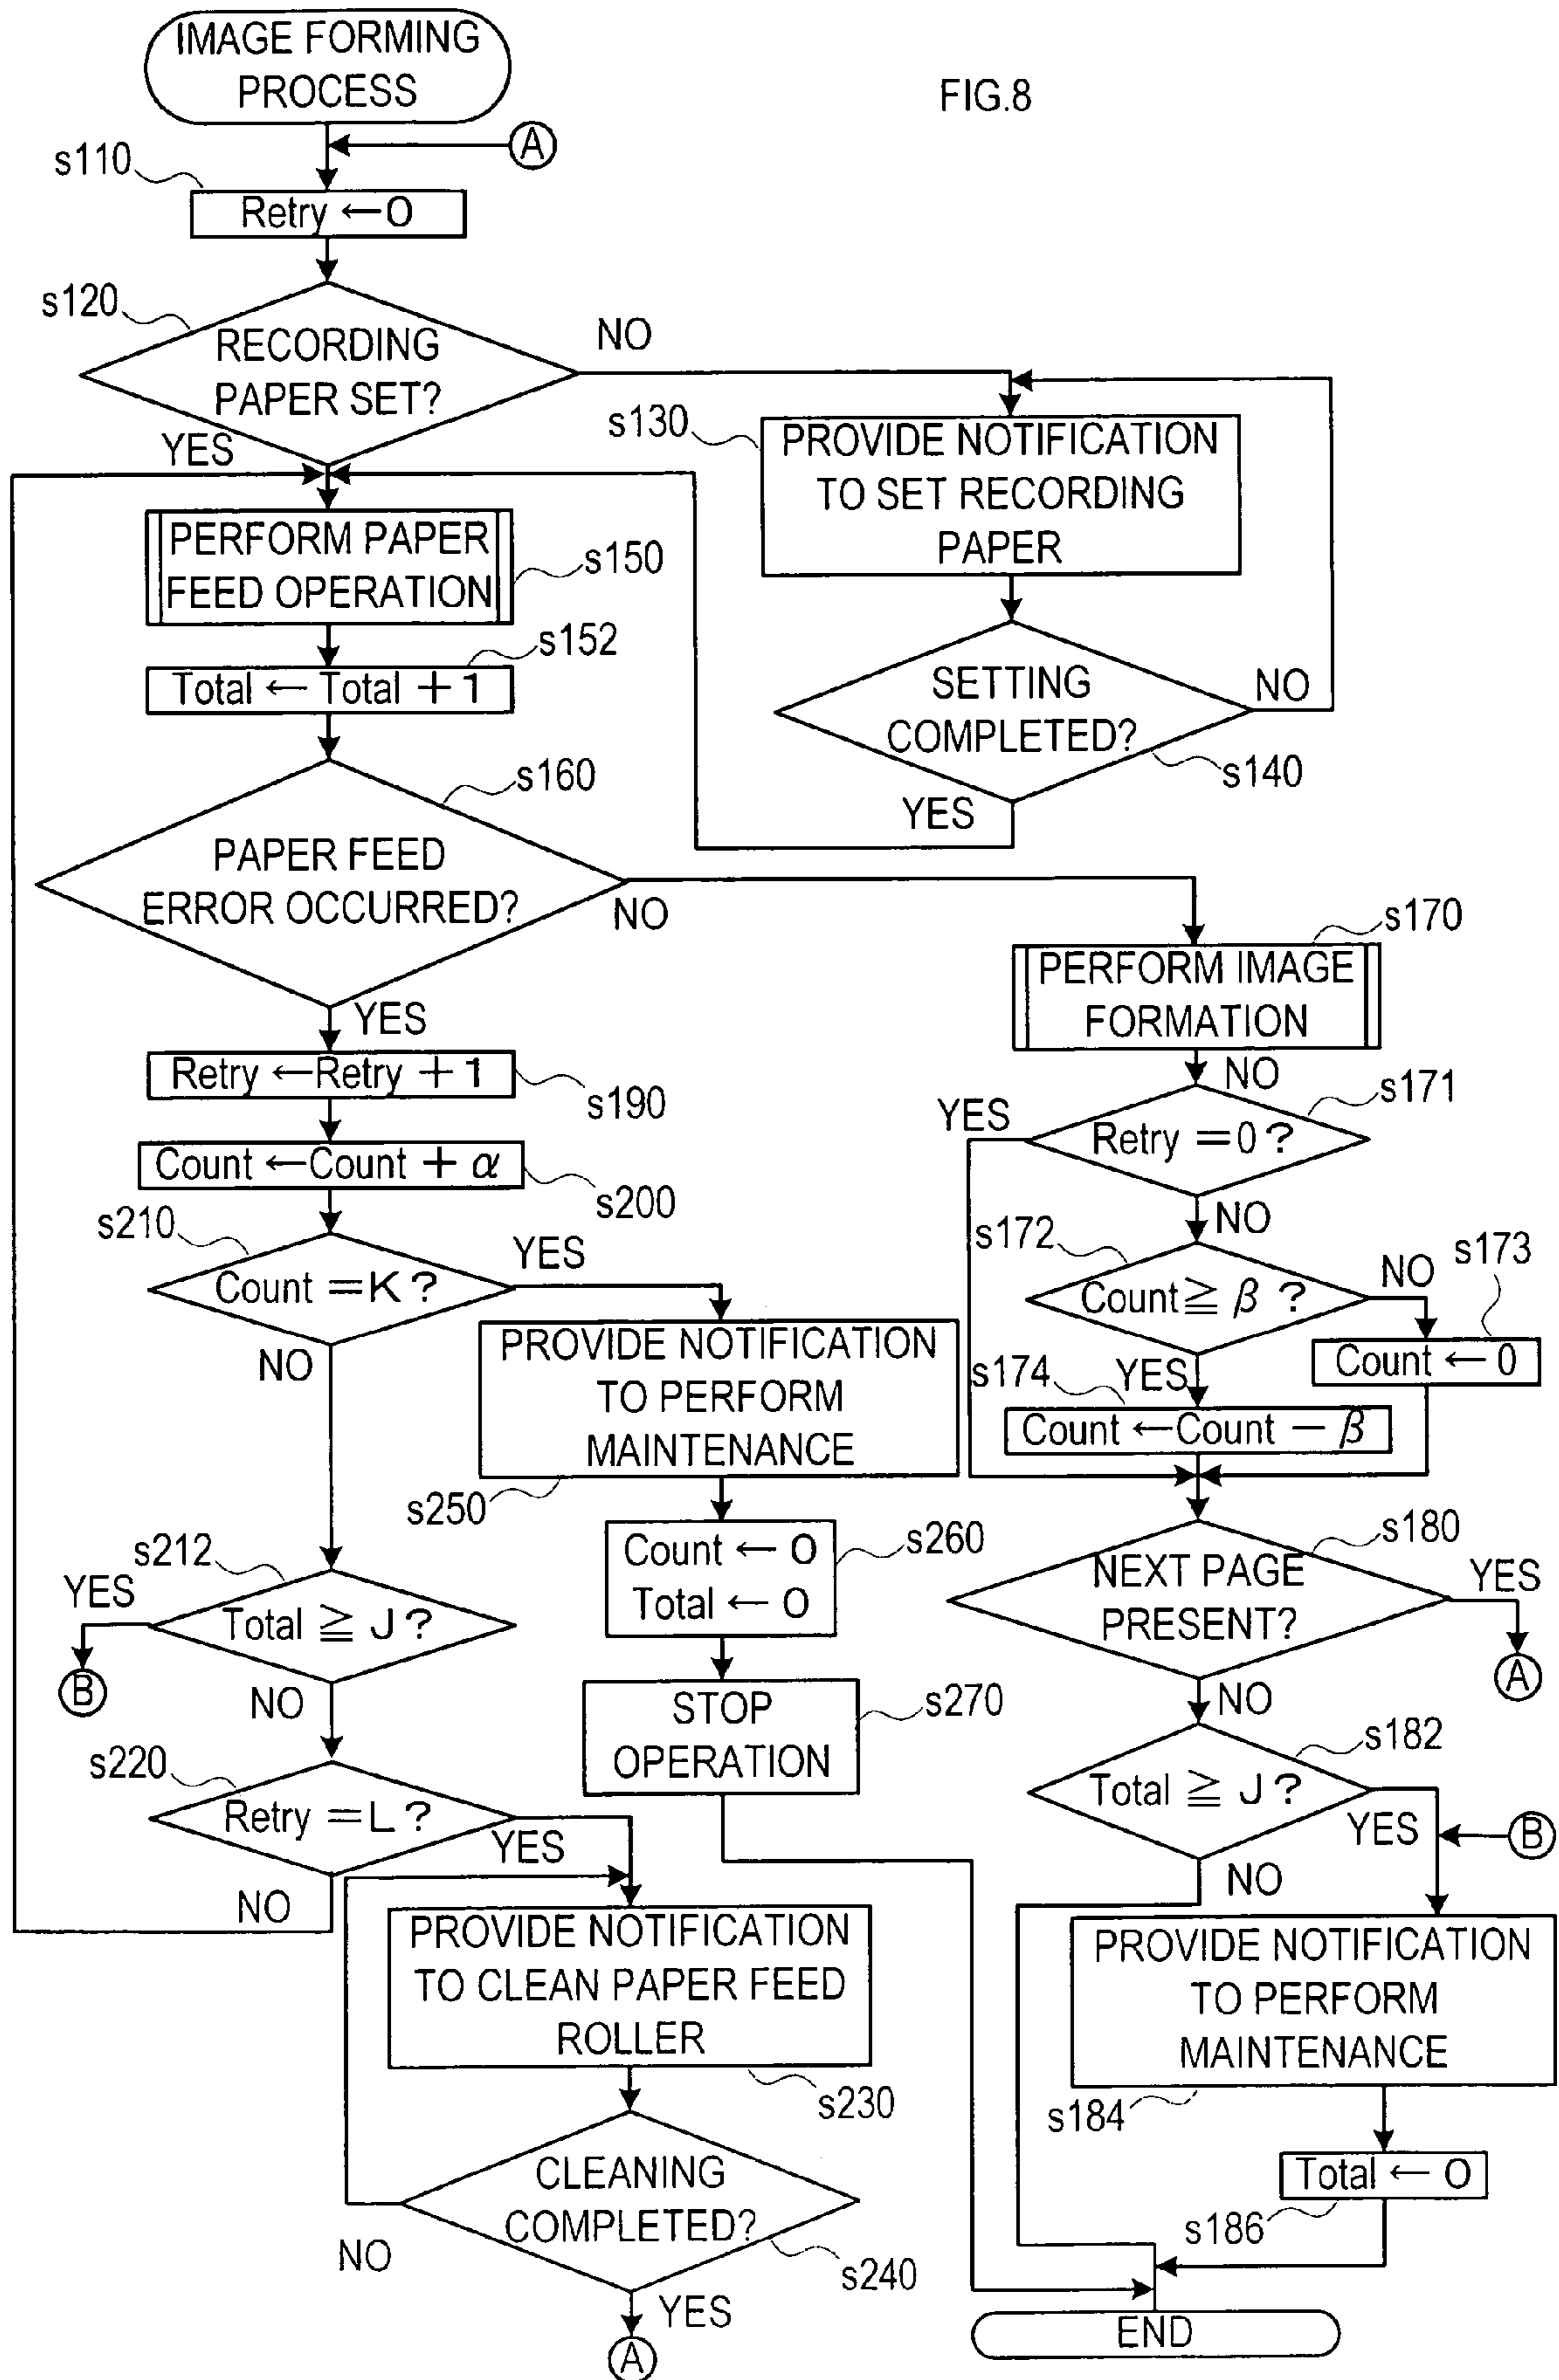 FIG.8
IMAGE FORMING
PROCESS
A
s110
Retry ←0
s120
RECORDING
PAPER SET?
NO
YES
s130
PROVIDE NOTIFICATION
TO SET RECORDING
PAPER
SETTING
COMPLETED?
NO
s140
YES
PERFORM PAPER
FEED OPERATION
s150
s152
Total ← Total +1
s160
PAPER FEED
ERROR OCCURRED?
NO
YES
s170
PERFORM IMAGE
FORMATION
NO
s171
YES
Retry =0 ?
NO
s172
Count≧ β ?
NO
s173
Count ← 0
YES
s174
Count ←Count − β
s180
NEXT PAGE
PRESENT?
YES
A
NO
s182
Total ≧ J ?
YES
B
NO
PROVIDE NOTIFICATION
TO PERFORM
MAINTENANCE
s184
Total ← 0
s186
Retry ←Retry +1
s190
Count ←Count + α
s200
s210
Count =K ?
YES
NO
PROVIDE NOTIFICATION
TO PERFORM
MAINTENANCE
s250
Count ← 0
Total ← 0
s260
STOP
OPERATION
s270
s212
YES
Total ≧ J ?
B
NO
s220
Retry =L ?
YES
NO
PROVIDE NOTIFICATION
TO CLEAN PAPER FEED
ROLLER
s230
CLEANING
COMPLETED?
NO
s240
YES
A
END